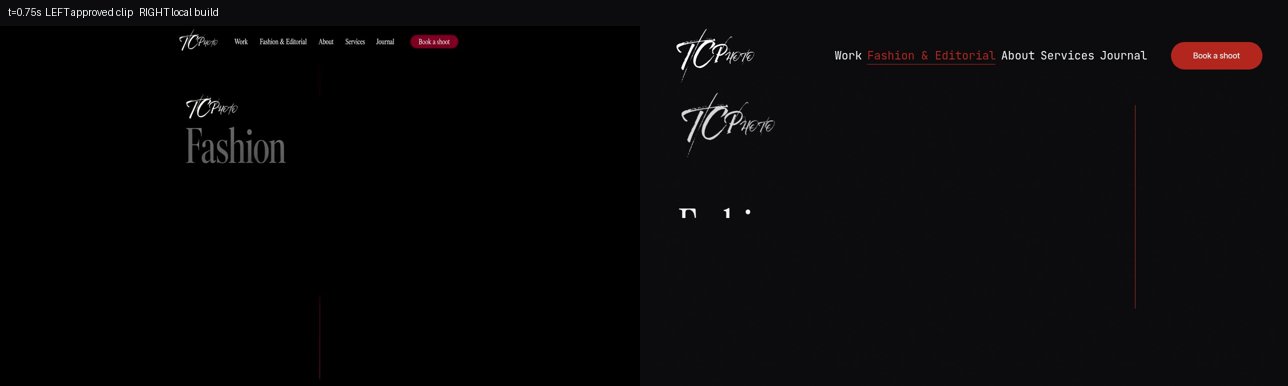 t=0.75s LEFT approved clip RIGHT local build
TCPHOTO Work Fashion & Editorial About Services Journal Book a shoot
TCPHOTO
Fashion
TCPHOTO Work Fashion & Editorial About Services Journal Book a shoot
TCPHOTO